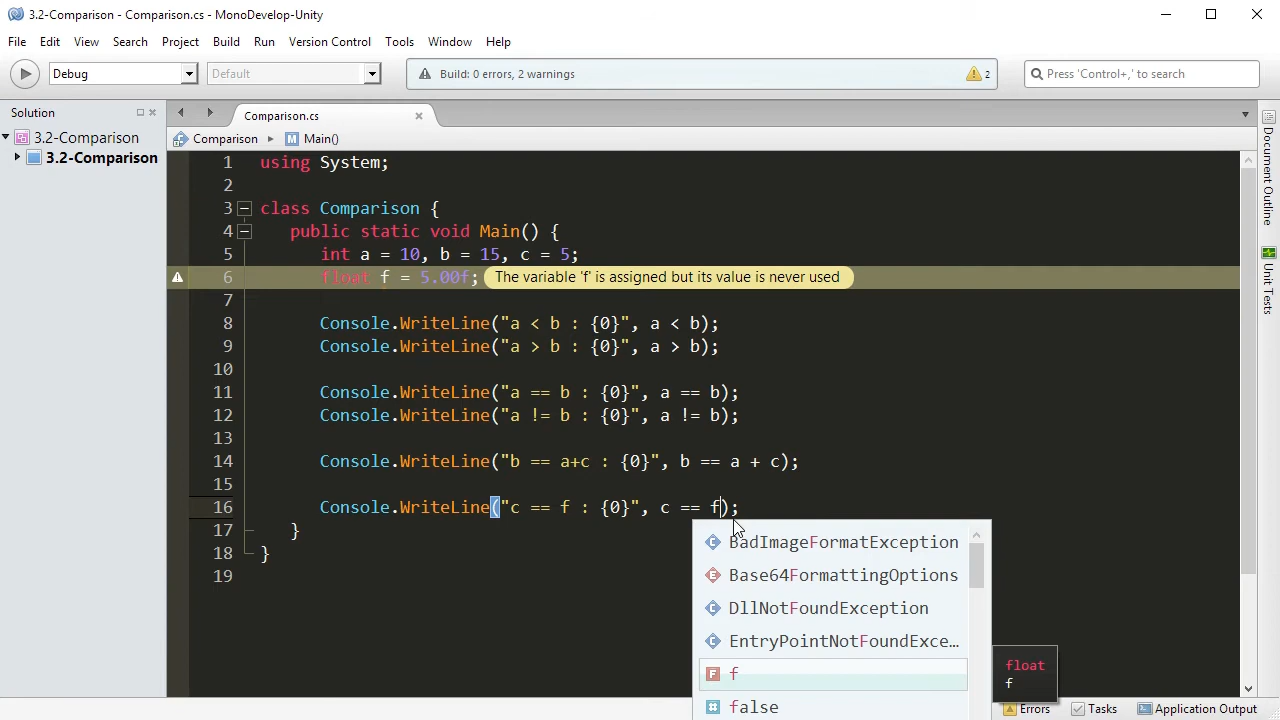 3.2-Comparison - Comparison.cs - MonoDevelop-Unity
File Edit View Search Project Build Run Version Control Tools Window Help
Debug Default Build: 0 errors, 2 warnings 2 Press 'Control+,' to search
Solution Comparison.cs
3.2-Comparison Comparison Main()
3.2-Comparison
1 using System;
2
3 class Comparison {
4 public static void Main() {
5 int a = 10, b = 15, c = 5;
6 float f = 5.00f; The variable 'f' is assigned but its value is never used
7
8 Console.WriteLine("a < b : {0}", a < b);
9 Console.WriteLine("a > b : {0}", a > b);
10
11 Console.WriteLine("a == b : {0}", a == b);
12 Console.WriteLine("a != b : {0}", a != b);
13
14 Console.WriteLine("b == a+c : {0}", b == a + c);
15
16 Console.WriteLine("c == f : {0}", c == f);
17 }
18 }
19
BadImageFormatException
Base64FormattingOptions
DllNotFoundException
EntryPointNotFoundExce...
f
false
float
f
Document Outline
Unit Tests
Errors Tasks Application Output